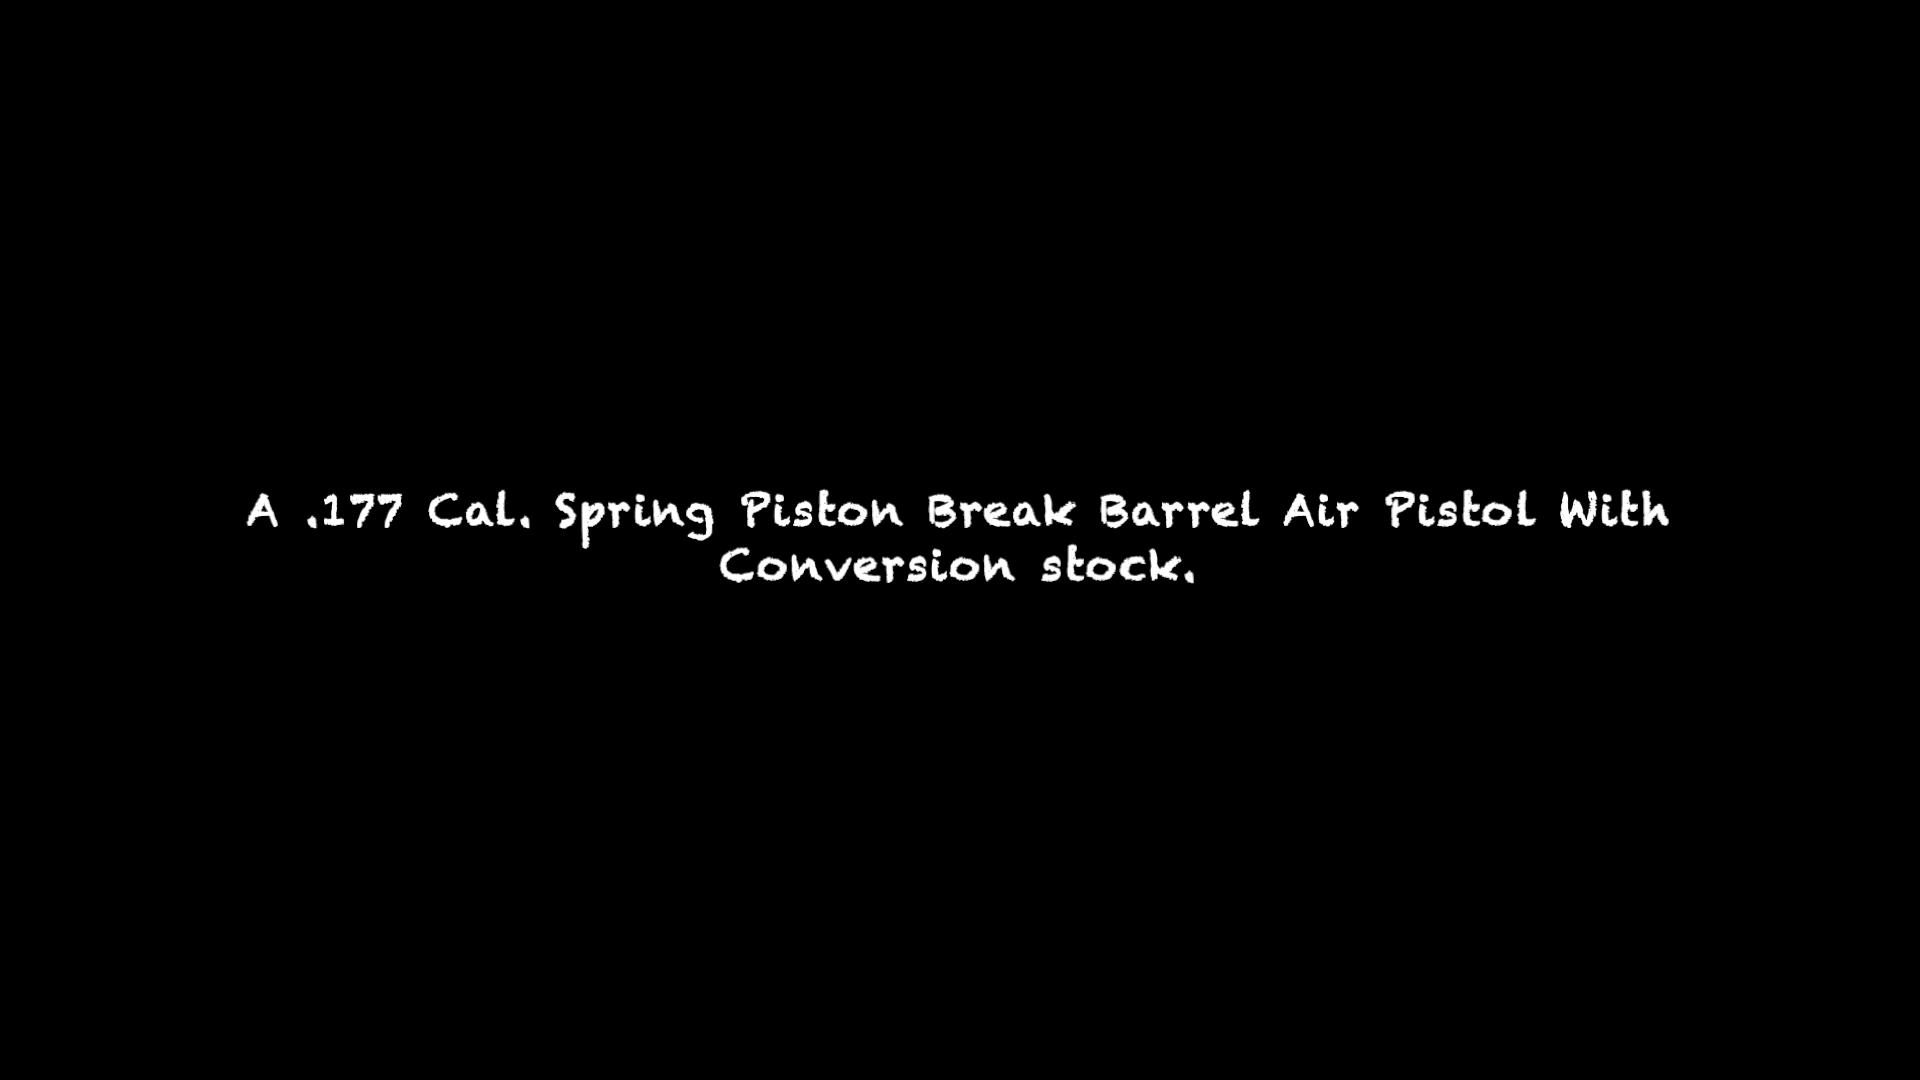 A .177 Cal. Spring Piston Break Barrel Air Pistol With
Conversion stock.